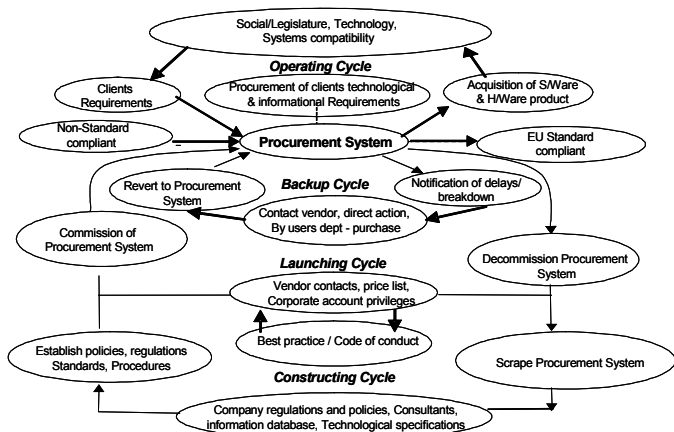 Social/Legislature, Technology,
Systems compatibility
Operating Cycle
Clients
Requirements
Procurement of clients technological
& informational Requirements
Acquisition of S/Ware
& H/Ware product
Non-Standard
compliant
Procurement System
EU Standard
compliant
Revert to Procurement
System
Backup Cycle
Notification of delays/
breakdown
Contact vendor, direct action,
By users dept - purchase
Commission of
Procurement System
Decommission Procurement
System
Launching Cycle
Vendor contacts, price list,
Corporate account privileges
Best practice / Code of conduct
Establish policies, regulations
Standards, Procedures
Scrape Procurement System
Constructing Cycle
Company regulations and policies, Consultants,
information database, Technological specifications